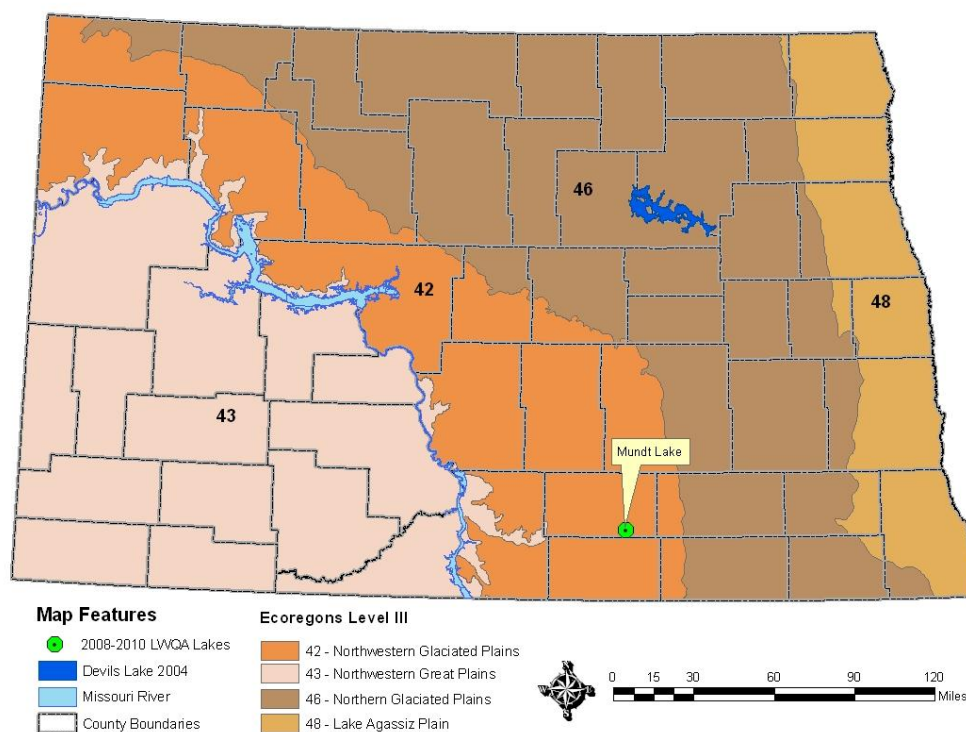 46
42
48
43
Mundt Lake
Map Features
2008-2010 LWQA Lakes
Devils Lake 2004
Missouri River
County Boundaries
Ecoregons Level III
42 - Northwestern Glaciated Plains
43 - Northwestern Great Plains
46 - Northern Glaciated Plains
48 - Lake Agassiz Plain
N
W E
S
0 15 30 60 90 120
Miles